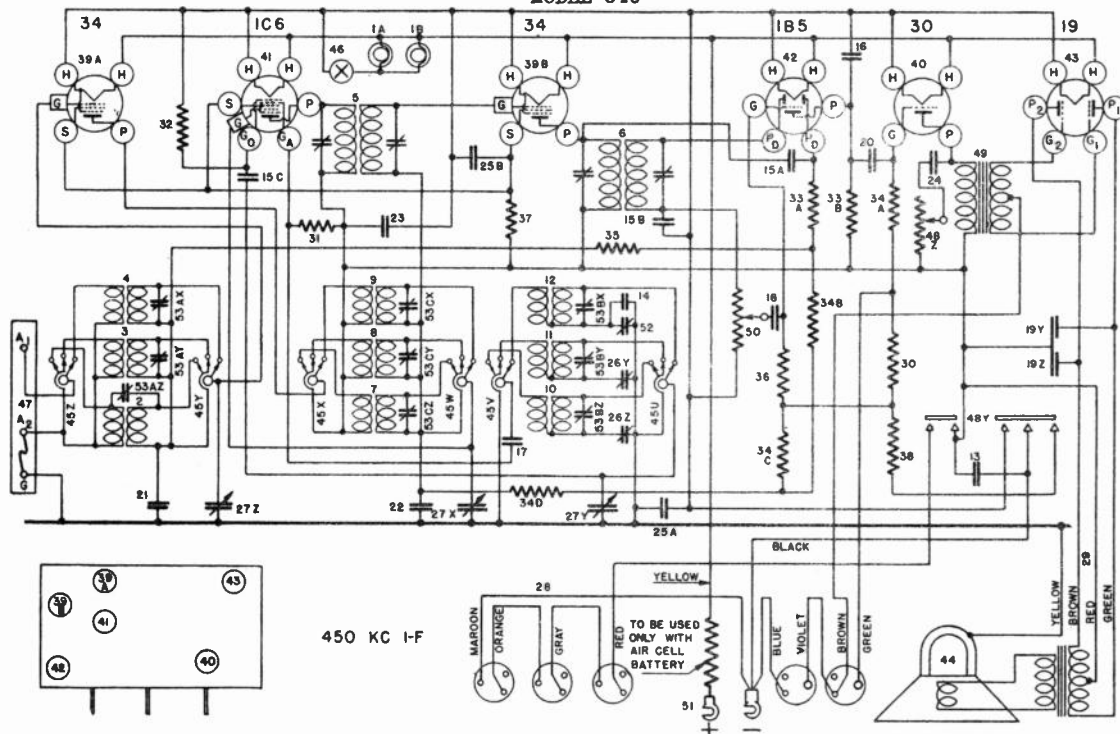 34 1C6 34 1B5 30 19
39A 41 46 1A 1B 39B 42 16 40 43
H H H H H H H H H H H H
G S P G G P P2 P1
S P G G0 GA S P PD PD G P G2 G1
32 5 6 20 49
15C 25B 15A 24
31 23 37 15B 33 A 33 B 34 A 48 Z
35
4 9 12 14
53AX 53CX 53BX 52
3 8 11 18 34B
53AY 53CY 53BY 26Y 50 19Y
A1 53AZ 30 19Z
47 2 7 10 36
A2 45Z 45Y 45X 53CZ 45W 45V 53BZ 26Z 45U 48Y
G 17 34 C 38 13
21 27Z 22 34D 27X 27Y 25A
BLACK
YELLOW
28
39 A 43
39 B
41
42 40
450 KC I-F
MAROON
ORANGE
GRAY
RED
TO BE USED
ONLY WITH
AIR CELL
BATTERY
51
+ −
BLUE
VIOLET
BROWN
GREEN
44
YELLOW
BROWN
29
RED
GREEN